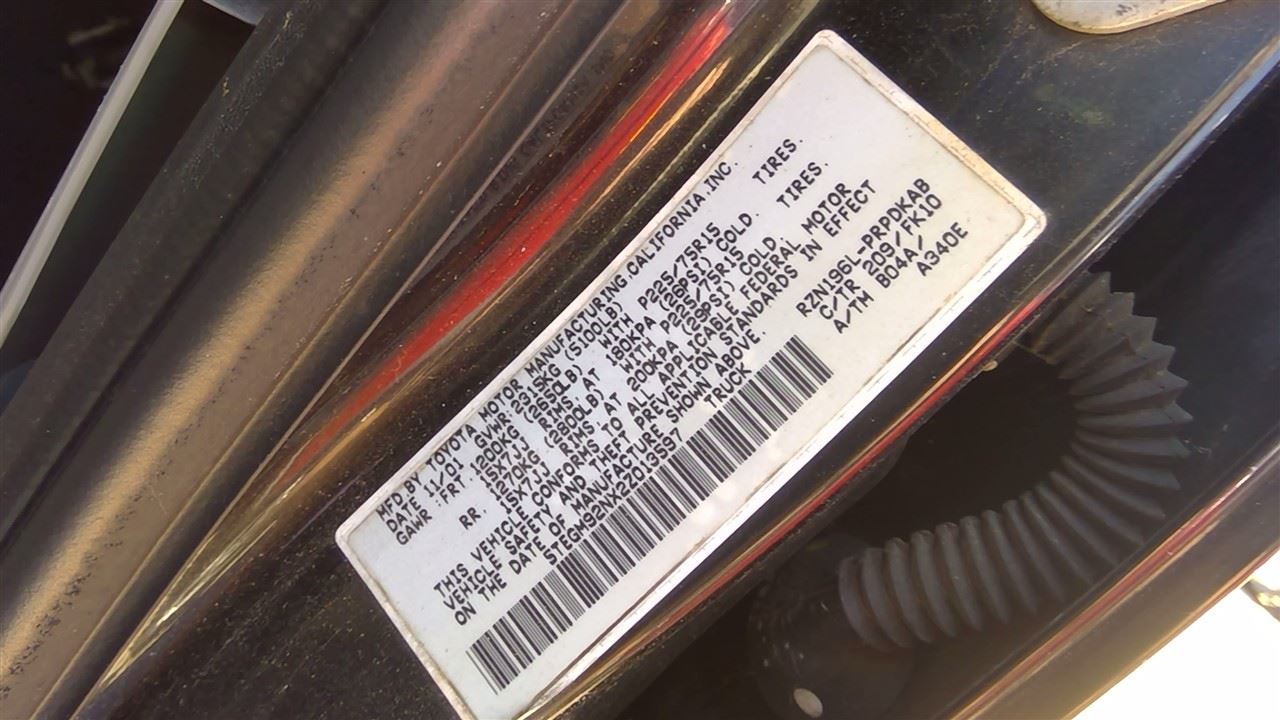 MFD BY TOYOTA MOTOR MANUFACTURING,CALIFORNIA,INC.
DATE: 11/01 GVWR:2315KG (5100LB)
GAWR :FRT. 1200KG (2650LB) WITH P225/75R15 TIRES.
15X7JJ RIMS, AT 180KPA (26PSI) COLD.
RR. 1270KG (2800LB) WITH P225/75R15 TIRES.
15X7JJ RIMS, AT 200KPA (29PSI) COLD
THIS VEHICLE CONFORMS TO ALL APPLICABLE FEDERAL MOTOR
VEHICLE SAFETY AND THEFT PREVENTION STANDARDS IN EFFECT
ON THE DATE OF MANUFACTURE SHOWN ABOVE.
5TEGM92NX2Z013597 TRUCK
RZN196L-PRPDKAB
C/TR 209/FK10
A/TM B04A/
A340E